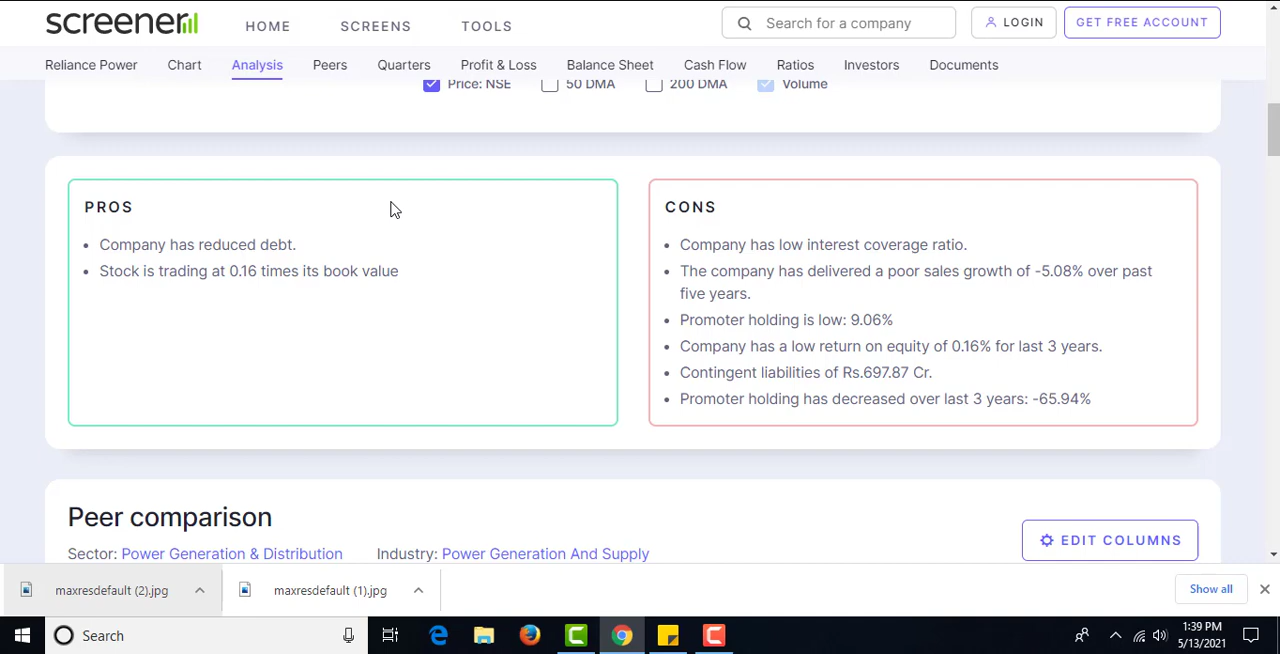 screener
HOME
SCREENS
TOOLS
Search for a company
LOGIN
GET FREE ACCOUNT
Reliance Power
Chart
Analysis
Peers
Quarters
Profit & Loss
Balance Sheet
Cash Flow
Ratios
Investors
Documents
Price: NSE
50 DMA
200 DMA
Volume
PROS
• Company has reduced debt.
• Stock is trading at 0.16 times its book value
CONS
• Company has low interest coverage ratio.
• The company has delivered a poor sales growth of -5.08% over past
five years.
• Promoter holding is low: 9.06%
• Company has a low return on equity of 0.16% for last 3 years.
• Contingent liabilities of Rs.697.87 Cr.
• Promoter holding has decreased over last 3 years: -65.94%
Peer comparison
Sector: Power Generation & Distribution
Industry: Power Generation And Supply
EDIT COLUMNS
maxresdefault (2).jpg
maxresdefault (1).jpg
Show all
Search
1:39 PM
5/13/2021